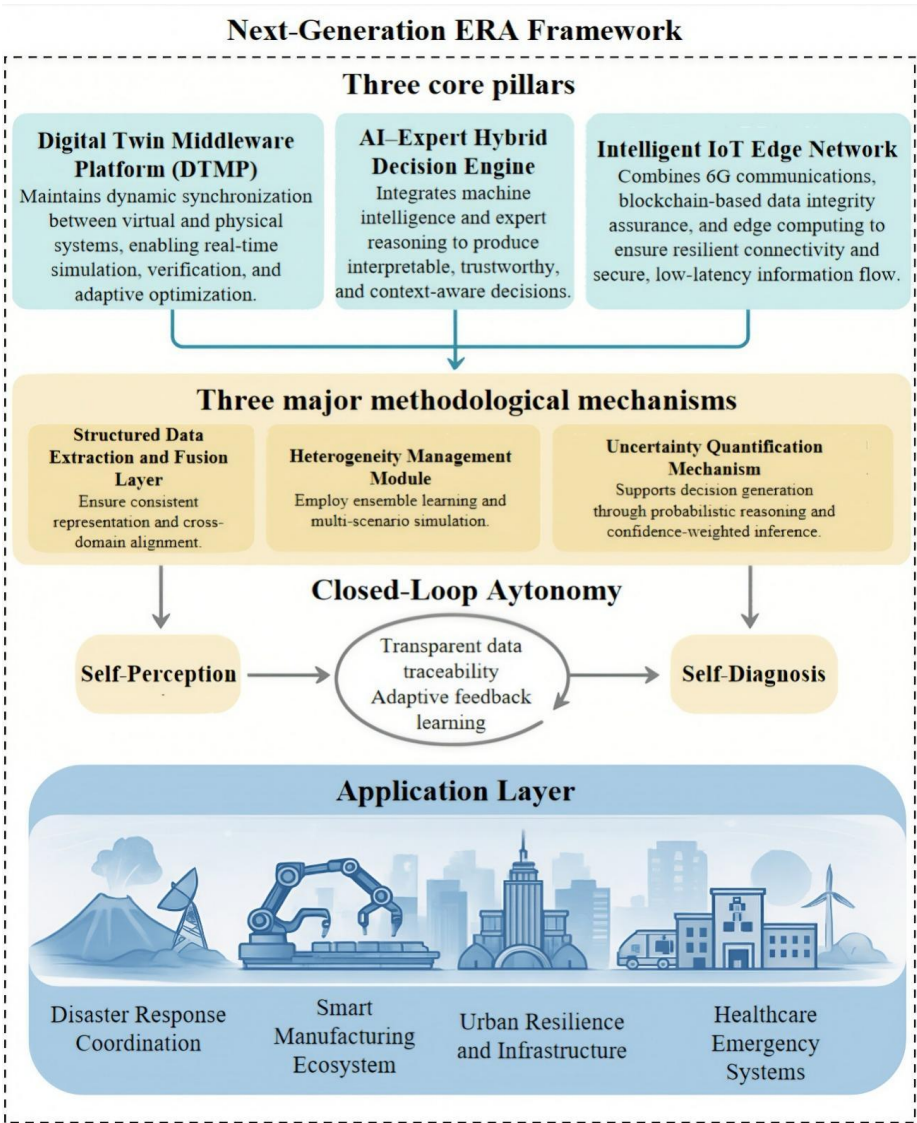 Next-Generation ERA Framework
Three core pillars
Digital Twin Middleware
Platform (DTMP)
Maintains dynamic synchronization
between virtual and physical
systems, enabling real-time
simulation, verification, and
adaptive optimization.
AI–Expert Hybrid
Decision Engine
Integrates machine
intelligence and expert
reasoning to produce
interpretable, trustworthy,
and context-aware decisions.
Intelligent IoT Edge Network
Combines 6G communications,
blockchain-based data integrity
assurance, and edge computing to
ensure resilient connectivity and
secure, low-latency information flow.
Three major methodological mechanisms
Structured Data
Extraction and Fusion
Layer
Ensure consistent
representation and cross-
domain alignment.
Heterogeneity Management
Module
Employ ensemble learning and
multi-scenario simulation.
Uncertainty Quantification
Mechanism
Supports decision generation
through probabilistic reasoning and
confidence-weighted inference.
Closed-Loop Aytonomy
Self-Perception
Transparent data
traceability
Adaptive feedback
learning
Self-Diagnosis
Application Layer
Disaster Response
Coordination
Smart
Manufacturing
Ecosystem
Urban Resilience
and Infrastructure
Healthcare
Emergency
Systems